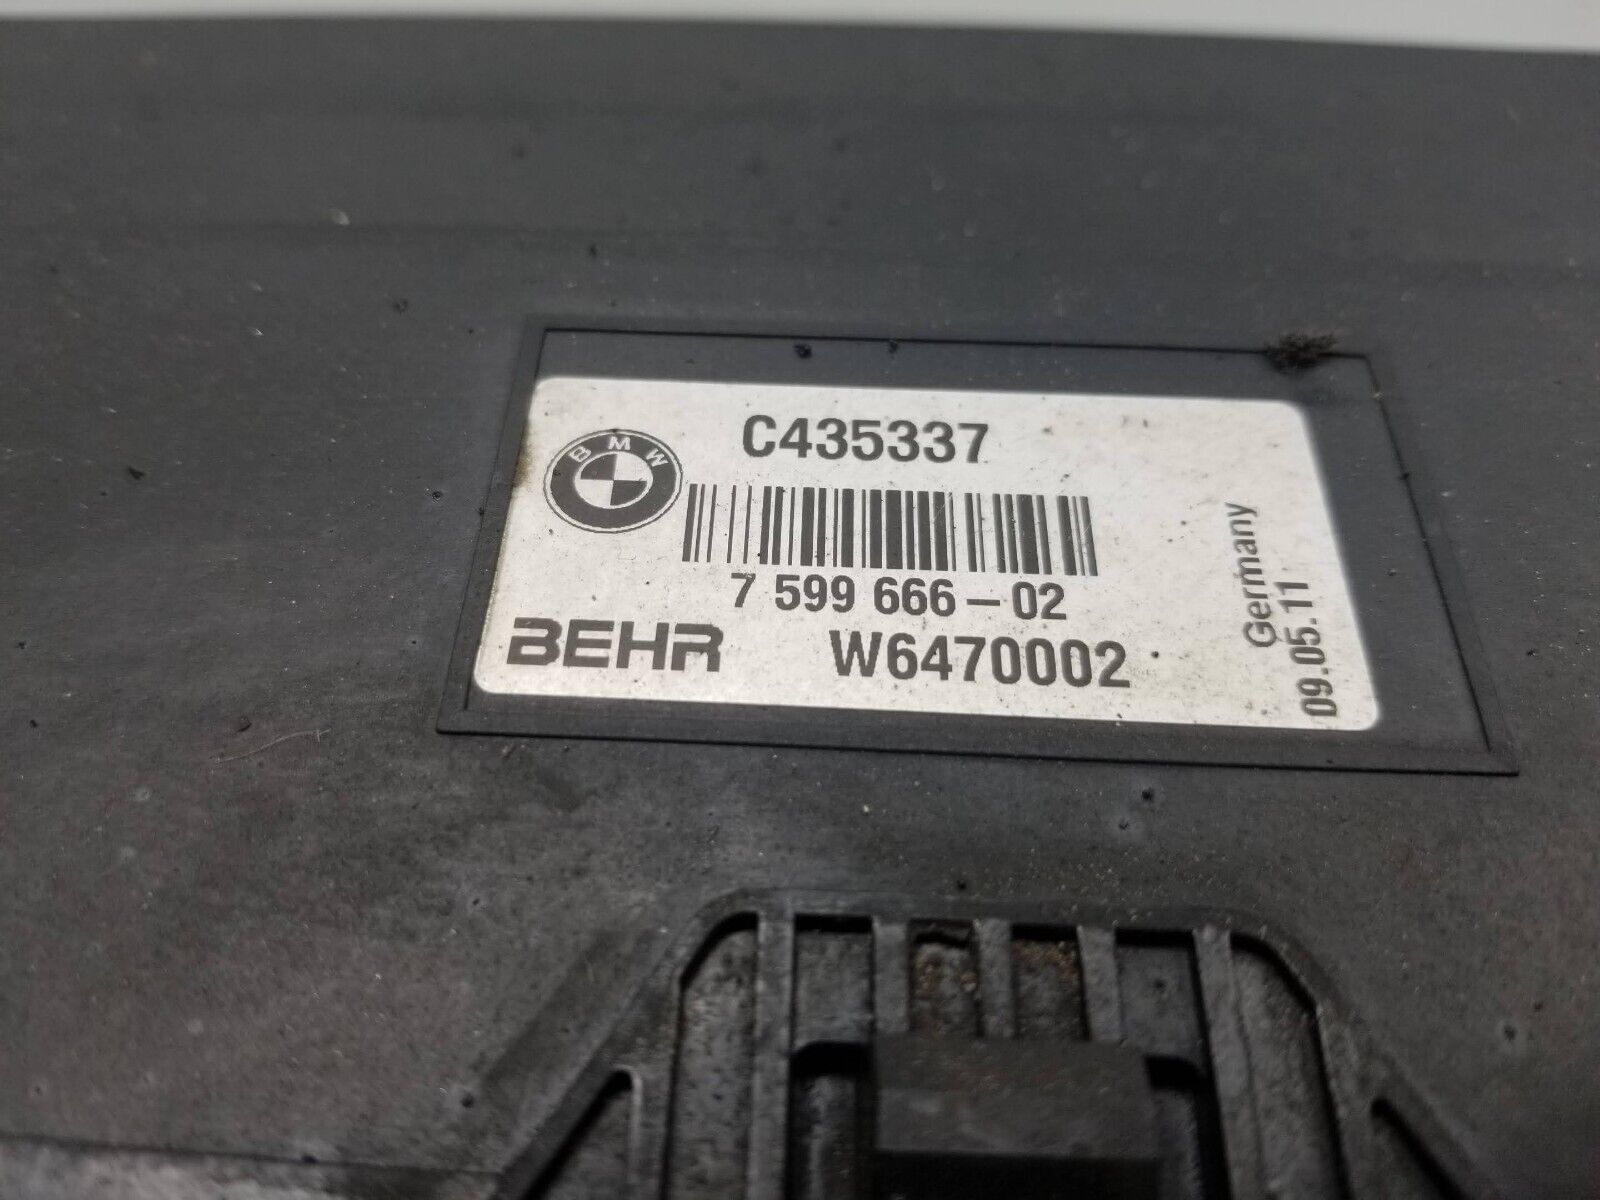 C435337
BMW
7 599 666-02
BEHR W6470002
Germany
09.05.11